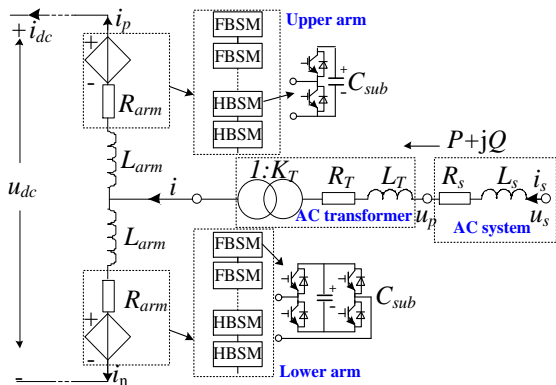 i_p
+ i_dc
+
-
R_arm
L_arm
u_dc
L_arm
R_arm
+
-
- i_n
FBSM
FBSM
HBSM
HBSM
Upper arm
+
-
C_sub
P+jQ
i
1:K_T
R_T
L_T
AC transformer
u_p
R_s
L_s
i_s
u_s
AC system
FBSM
FBSM
HBSM
HBSM
Lower arm
+
-
C_sub